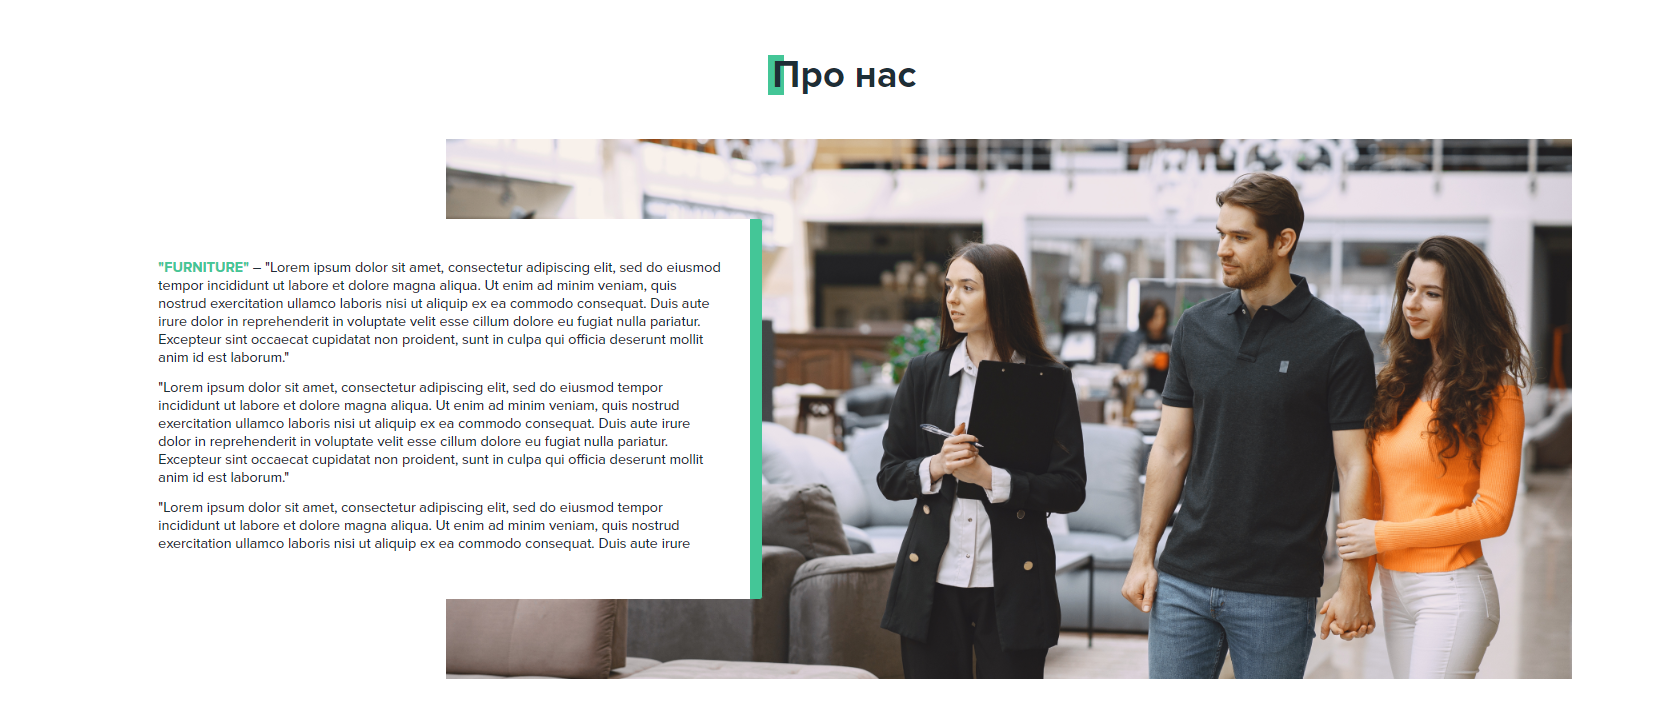 Про нас
"FURNITURE" – "Lorem ipsum dolor sit amet, consectetur adipiscing elit, sed do eiusmod
tempor incididunt ut labore et dolore magna aliqua. Ut enim ad minim veniam, quis
nostrud exercitation ullamco laboris nisi ut aliquip ex ea commodo consequat. Duis aute
irure dolor in reprehenderit in voluptate velit esse cillum dolore eu fugiat nulla pariatur.
Excepteur sint occaecat cupidatat non proident, sunt in culpa qui officia deserunt mollit
anim id est laborum."
"Lorem ipsum dolor sit amet, consectetur adipiscing elit, sed do eiusmod tempor
incididunt ut labore et dolore magna aliqua. Ut enim ad minim veniam, quis nostrud
exercitation ullamco laboris nisi ut aliquip ex ea commodo consequat. Duis aute irure
dolor in reprehenderit in voluptate velit esse cillum dolore eu fugiat nulla pariatur.
Excepteur sint occaecat cupidatat non proident, sunt in culpa qui officia deserunt mollit
anim id est laborum."
"Lorem ipsum dolor sit amet, consectetur adipiscing elit, sed do eiusmod tempor
incididunt ut labore et dolore magna aliqua. Ut enim ad minim veniam, quis nostrud
exercitation ullamco laboris nisi ut aliquip ex ea commodo consequat. Duis aute irure